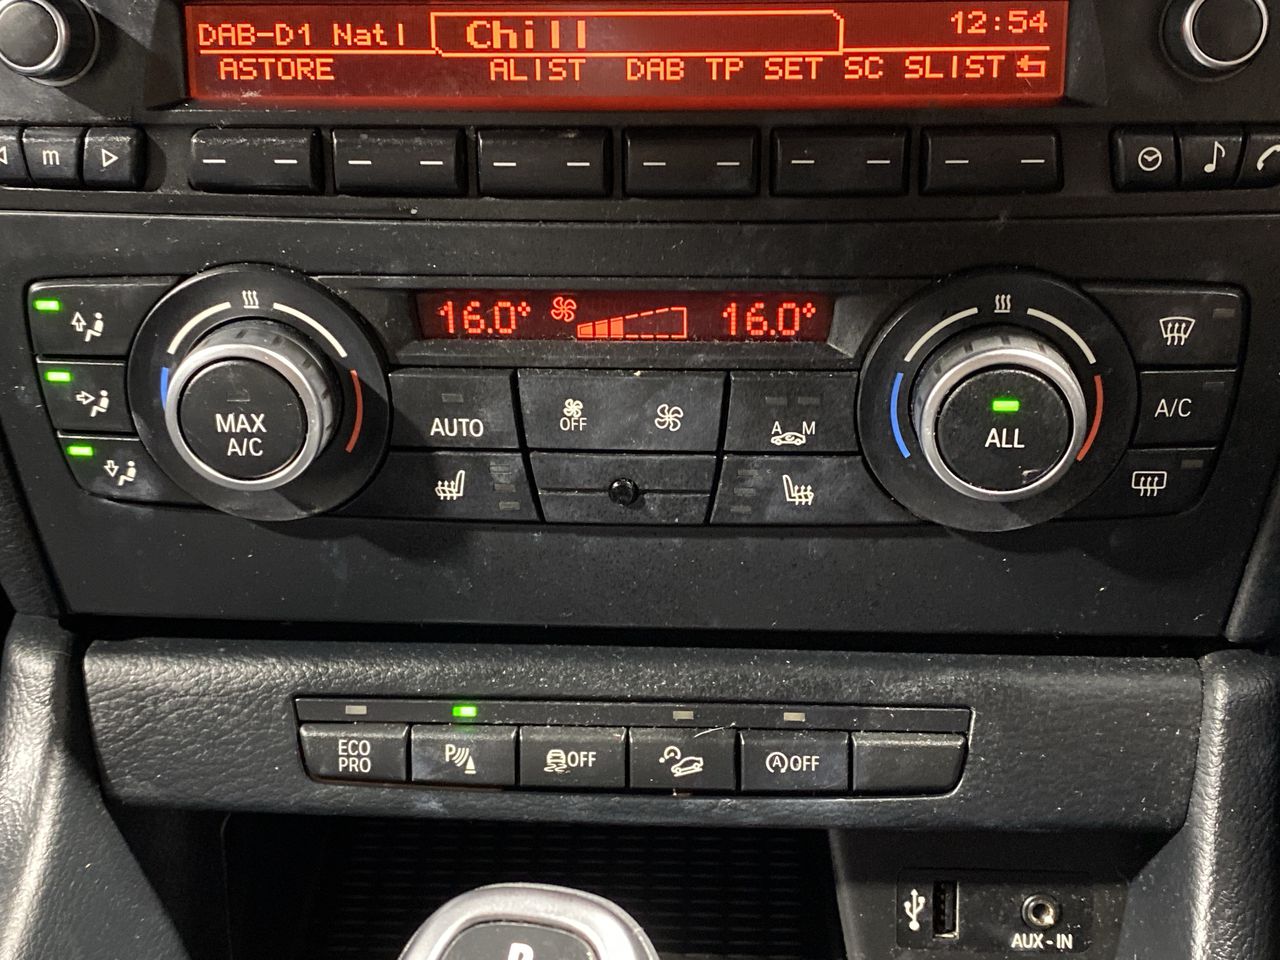 DAB-D1 Natl Chill 12:54
ASTORE ALIST DAB TP SET SC SLIST
m
16.0° 16.0°
MAX A/C
AUTO
OFF
A M
ALL
A/C
ECO PRO
P
OFF
A OFF
AUX-IN